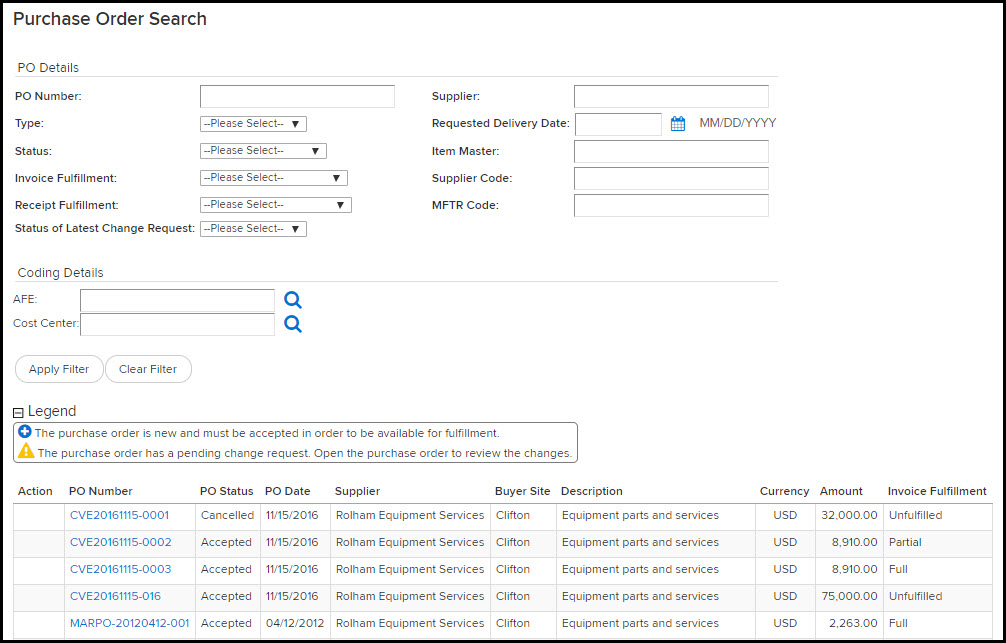 Purchase Order Search
PO Details
PO Number: Supplier:
Type: --Please Select-- Requested Delivery Date: MM/DD/YYYY
Status: --Please Select-- Item Master:
Invoice Fulfillment: --Please Select-- Supplier Code:
Receipt Fulfillment: --Please Select-- MFTR Code:
Status of Latest Change Request: --Please Select--
Coding Details
AFE:
Cost Center:
Apply Filter Clear Filter
Legend
The purchase order is new and must be accepted in order to be available for fulfillment.
The purchase order has a pending change request. Open the purchase order to review the changes.
Action PO Number PO Status PO Date Supplier Buyer Site Description Currency Amount Invoice Fulfillment
CVE20161115-0001 Cancelled 11/15/2016 Rolham Equipment Services Clifton Equipment parts and services USD 32,000.00 Unfulfilled
CVE20161115-0002 Accepted 11/15/2016 Rolham Equipment Services Clifton Equipment parts and services USD 8,910.00 Partial
CVE20161115-0003 Accepted 11/15/2016 Rolham Equipment Services Clifton Equipment parts and services USD 8,910.00 Full
CVE20161115-016 Accepted 11/15/2016 Rolham Equipment Services Clifton Equipment parts and services USD 75,000.00 Unfulfilled
MARPO-20120412-001 Accepted 04/12/2012 Rolham Equipment Services Clifton Equipment parts and services USD 2,263.00 Full